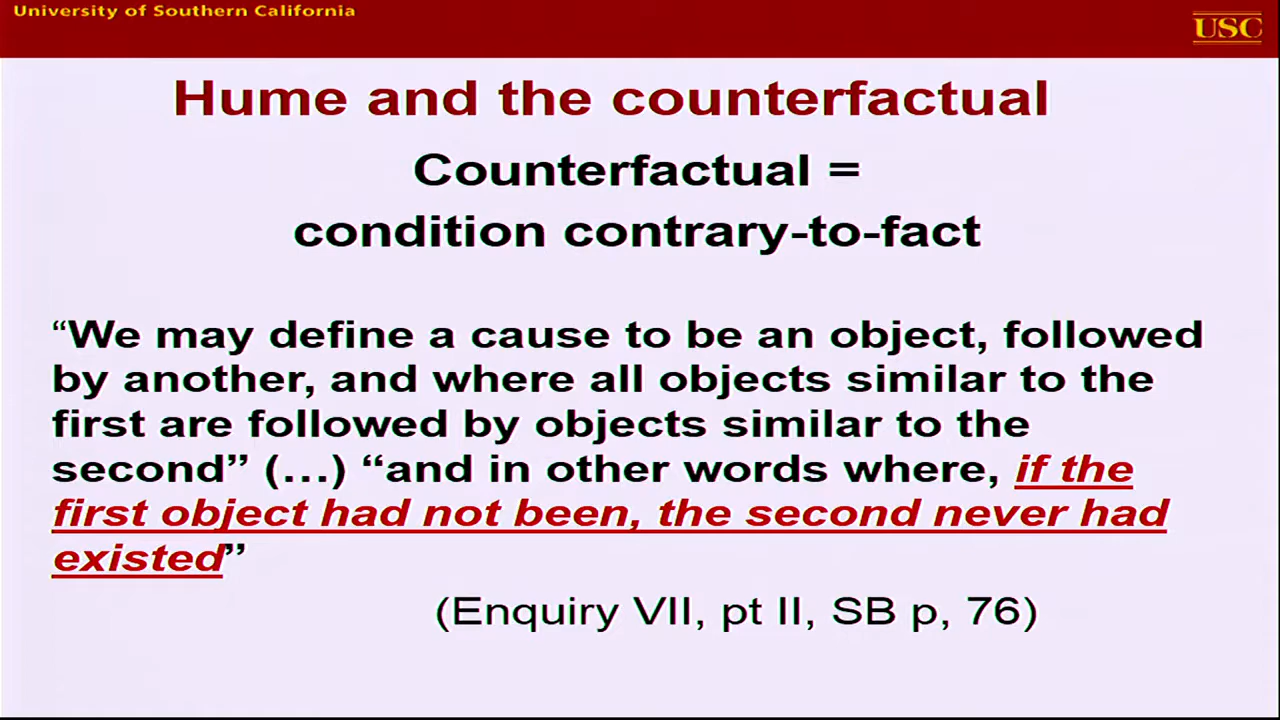 University of Southern California
USC
Hume and the counterfactual
Counterfactual =
condition contrary-to-fact
“We may define a cause to be an object, followed
by another, and where all objects similar to the
first are followed by objects similar to the
second” (…) “and in other words where, if the
first object had not been, the second never had
existed”
(Enquiry VII, pt II, SB p, 76)